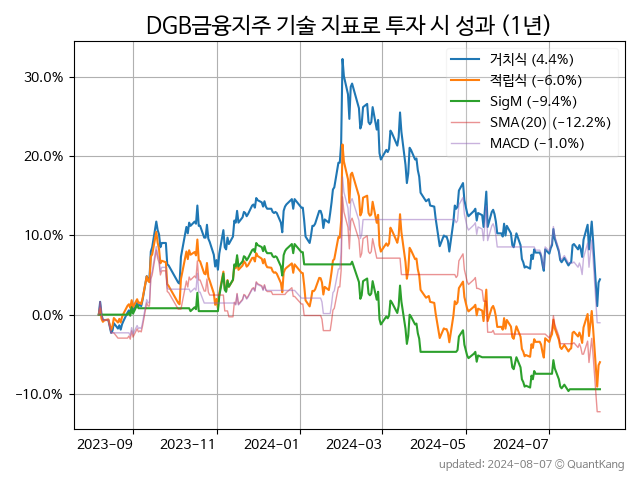 DGB금융지주 기술 지표로 투자 시 성과 (1년)
거치식 (4.4%)
적립식 (−6.0%)
SigM (−9.4%)
SMA(20) (−12.2%)
MACD (−1.0%)
30.0%
20.0%
10.0%
0.0%
−10.0%
2023-09 2023-11 2024-01 2024-03 2024-05 2024-07
updated: 2024-08-07 © QuantKang